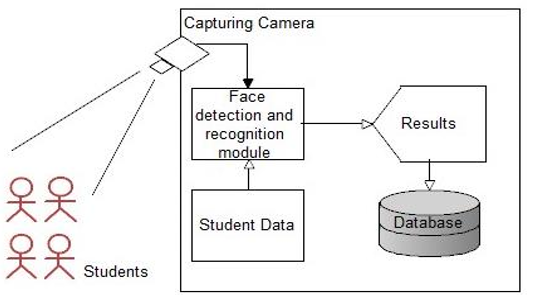 Capturing Camera
Face
detection and
recognition
module
Results
Student Data
Database
Students